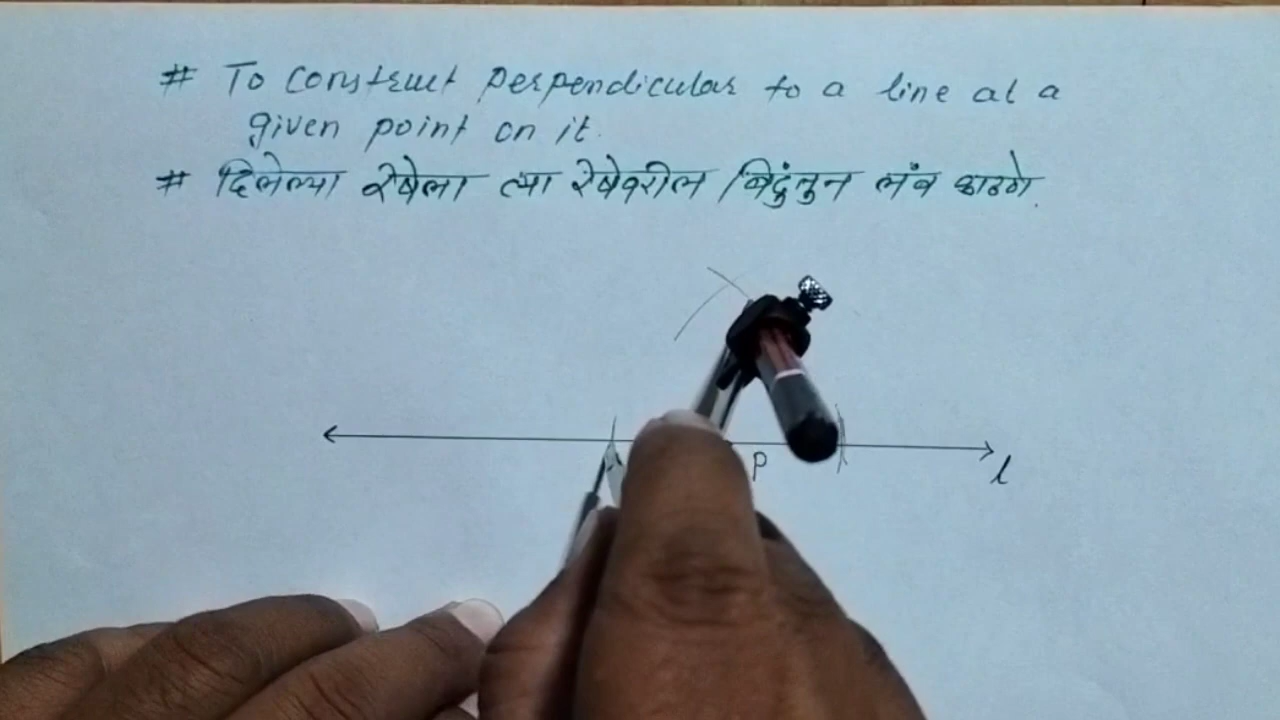 # To construct perpendicular to a line at a
given point on it.
# दिलेल्या रेषेला त्या रेषेवरील बिदुंतुन लंब काढणे.
P
l